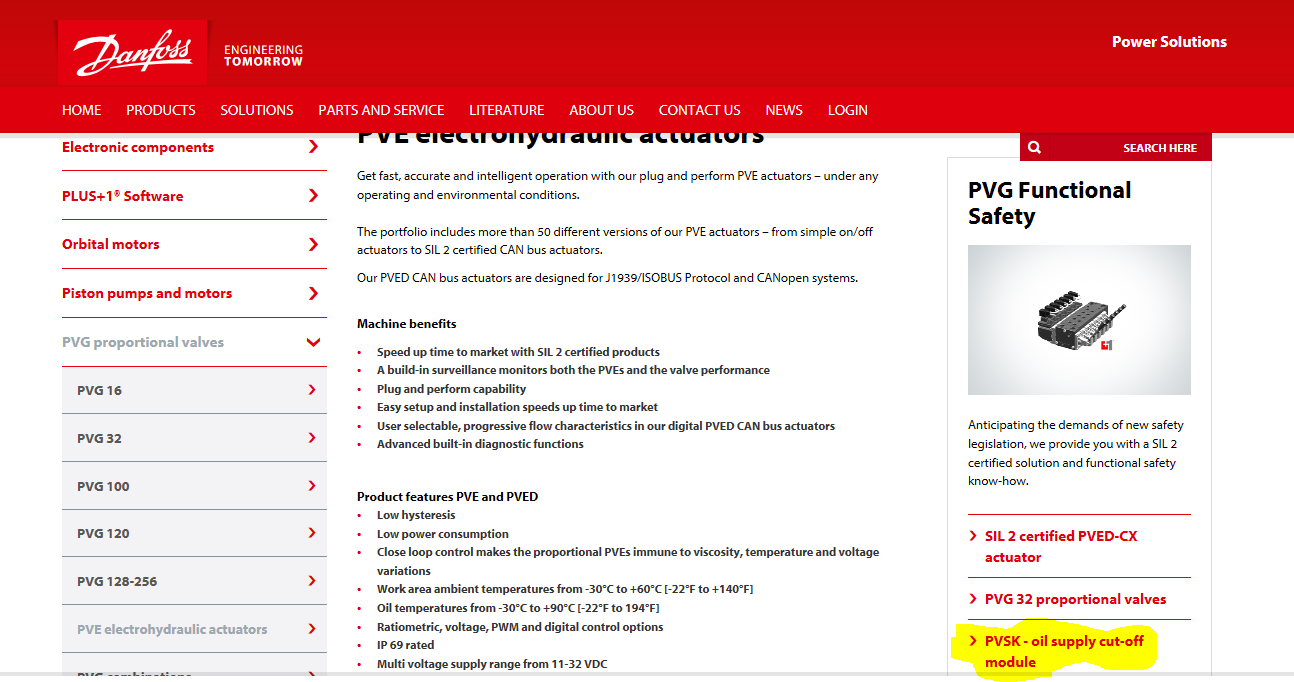 Danfoss
ENGINEERING
TOMORROW
Power Solutions
HOME
PRODUCTS
SOLUTIONS
PARTS AND SERVICE
LITERATURE
ABOUT US
CONTACT US
NEWS
LOGIN
Electronic components
PLUS+1® Software
Orbital motors
Piston pumps and motors
PVG proportional valves
PVG 16
PVG 32
PVG 100
PVG 120
PVG 128-256
PVE electrohydraulic actuators
PVG combinations
PVE electrohydraulic actuators
Get fast, accurate and intelligent operation with our plug and perform PVE actuators – under any
operating and environmental conditions.
The portfolio includes more than 50 different versions of our PVE actuators – from simple on/off
actuators to SIL 2 certified CAN bus actuators.
Our PVED CAN bus actuators are designed for J1939/ISOBUS Protocol and CANopen systems.
Machine benefits
• Speed up time to market with SIL 2 certified products
• A build-in surveillance monitors both the PVEs and the valve performance
• Plug and perform capability
• Easy setup and installation speeds up time to market
• User selectable, progressive flow characteristics in our digital PVED CAN bus actuators
• Advanced built-in diagnostic functions
Product features PVE and PVED
• Low hysteresis
• Low power consumption
• Close loop control makes the proportional PVEs immune to viscosity, temperature and voltage
variations
• Work area ambient temperatures from -30°C to +60°C [-22°F to +140°F]
• Oil temperatures from -30°C to +90°C [-22°F to 194°F]
• Ratiometric, voltage, PWM and digital control options
• IP 69 rated
• Multi voltage supply range from 11-32 VDC
SEARCH HERE
PVG Functional
Safety
Anticipating the demands of new safety
legislation, we provide you with a SIL 2
certified solution and functional safety
know-how.
SIL 2 certified PVED-CX
actuator
PVG 32 proportional valves
PVSK - oil supply cut-off
module